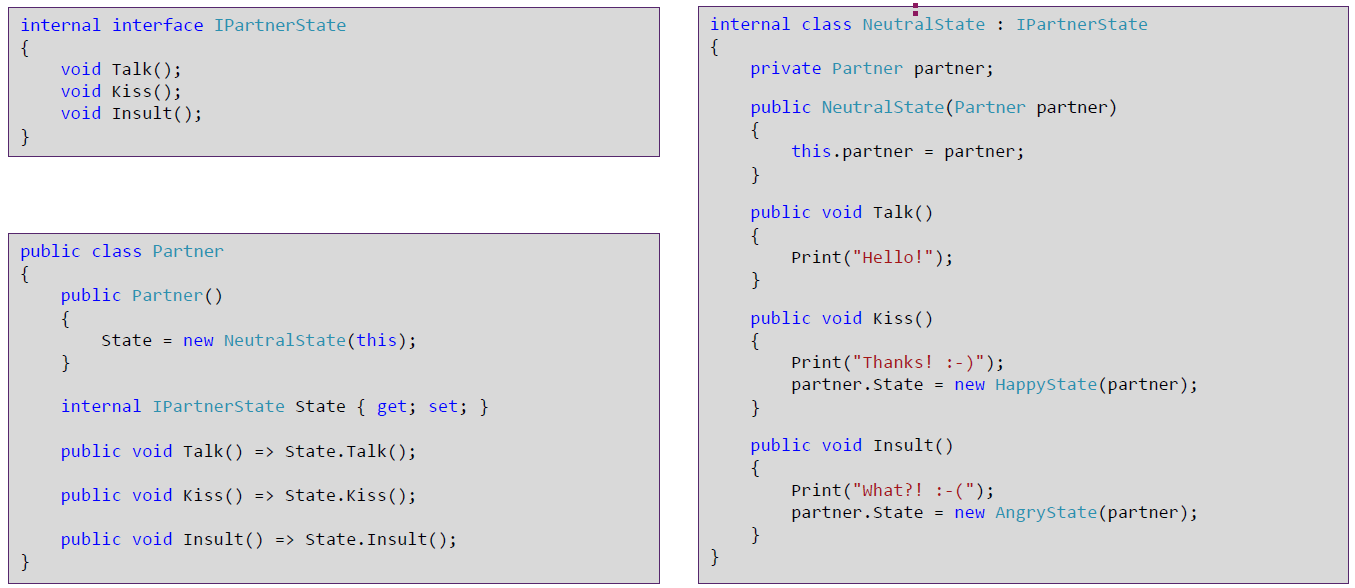 internal interface IPartnerState
{
    void Talk();
    void Kiss();
    void Insult();
}
public class Partner
{
    public Partner()
    {
        State = new NeutralState(this);
    }
    internal IPartnerState State { get; set; }
    public void Talk() => State.Talk();
    public void Kiss() => State.Kiss();
    public void Insult() => State.Insult();
}
internal class NeutralState : IPartnerState
{
    private Partner partner;
    public NeutralState(Partner partner)
    {
        this.partner = partner;
    }
    public void Talk()
    {
        Print("Hello!");
    }
    public void Kiss()
    {
        Print("Thanks! :-)");
        partner.State = new HappyState(partner);
    }
    public void Insult()
    {
        Print("What?! :-(");
        partner.State = new AngryState(partner);
    }
}